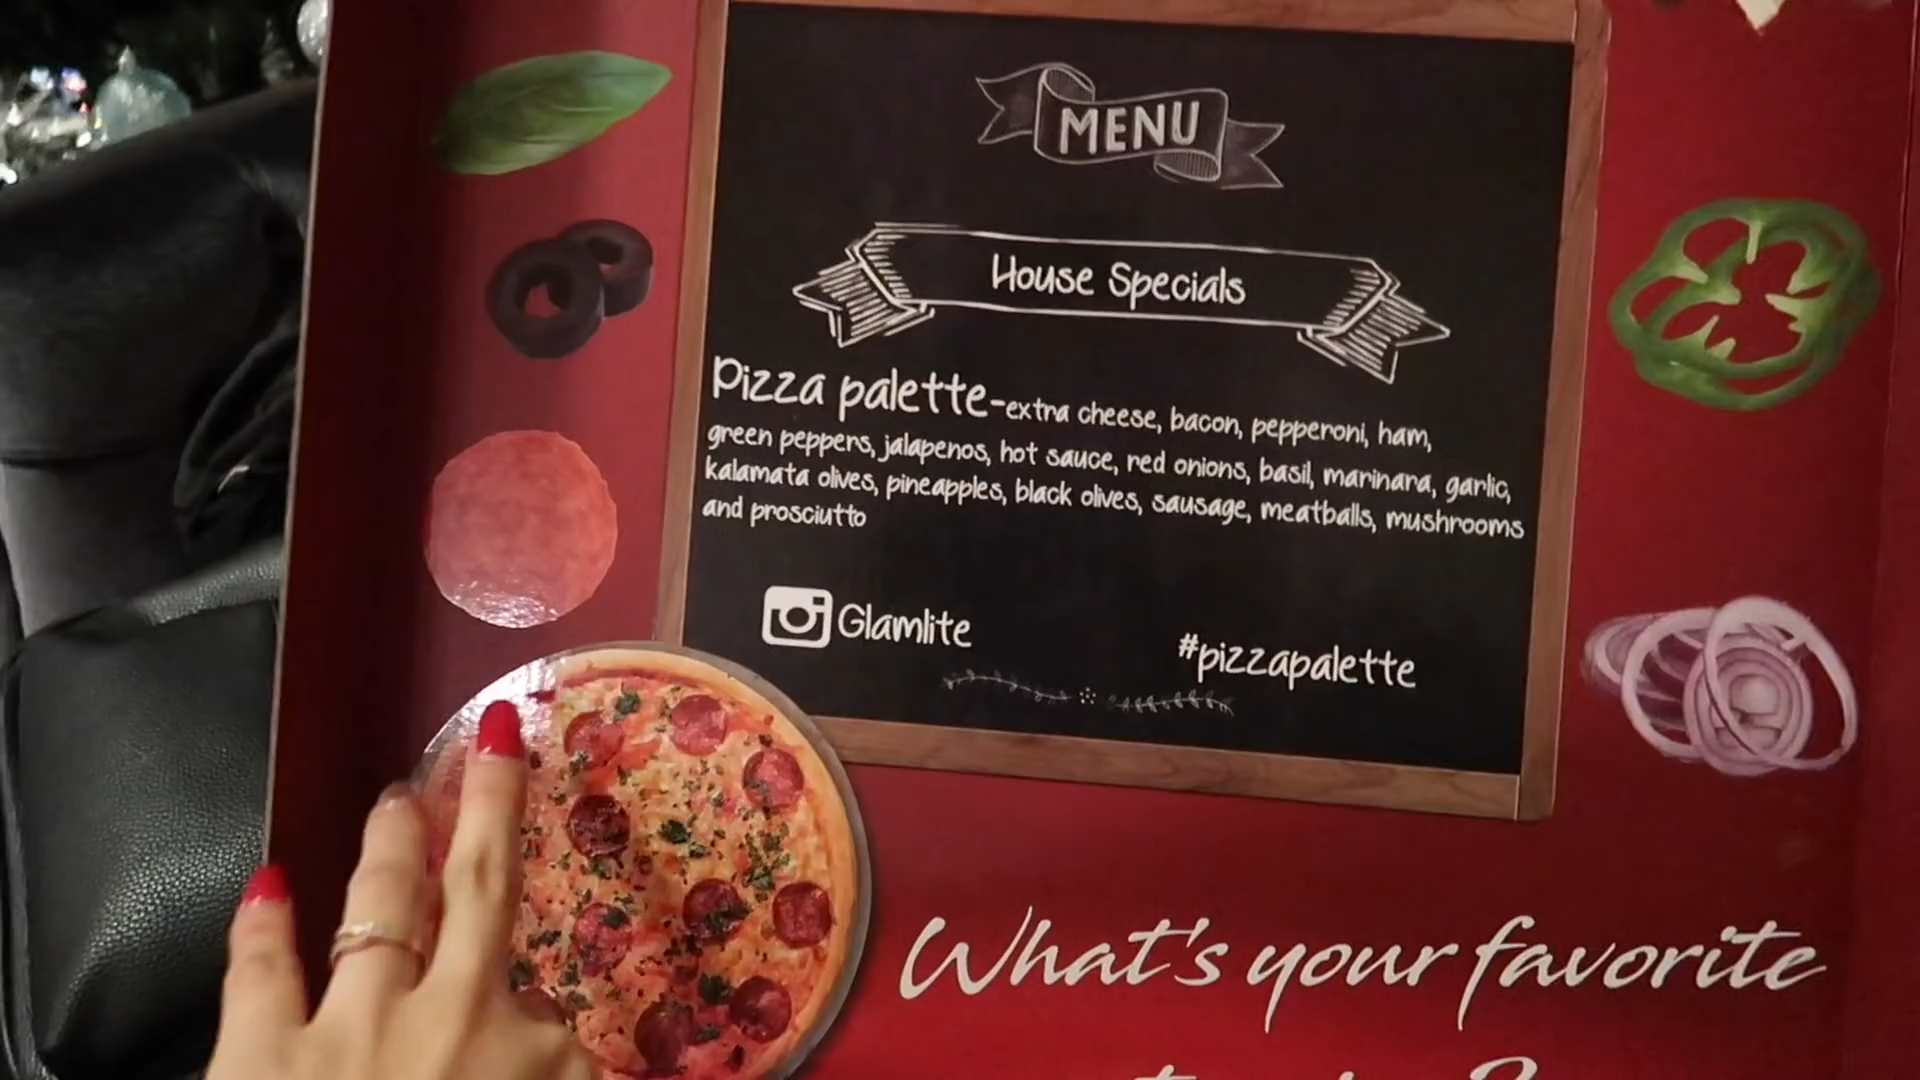 MENU
House Specials
Pizza palette-extra cheese, bacon, pepperoni, ham,
green peppers, jalapenos, hot sauce, red onions, basil, marinara, garlic,
kalamata olives, pineapples, black olives, sausage, meatballs, mushrooms
and prosciutto
Glamlite
#pizzapalette
What's your favorite